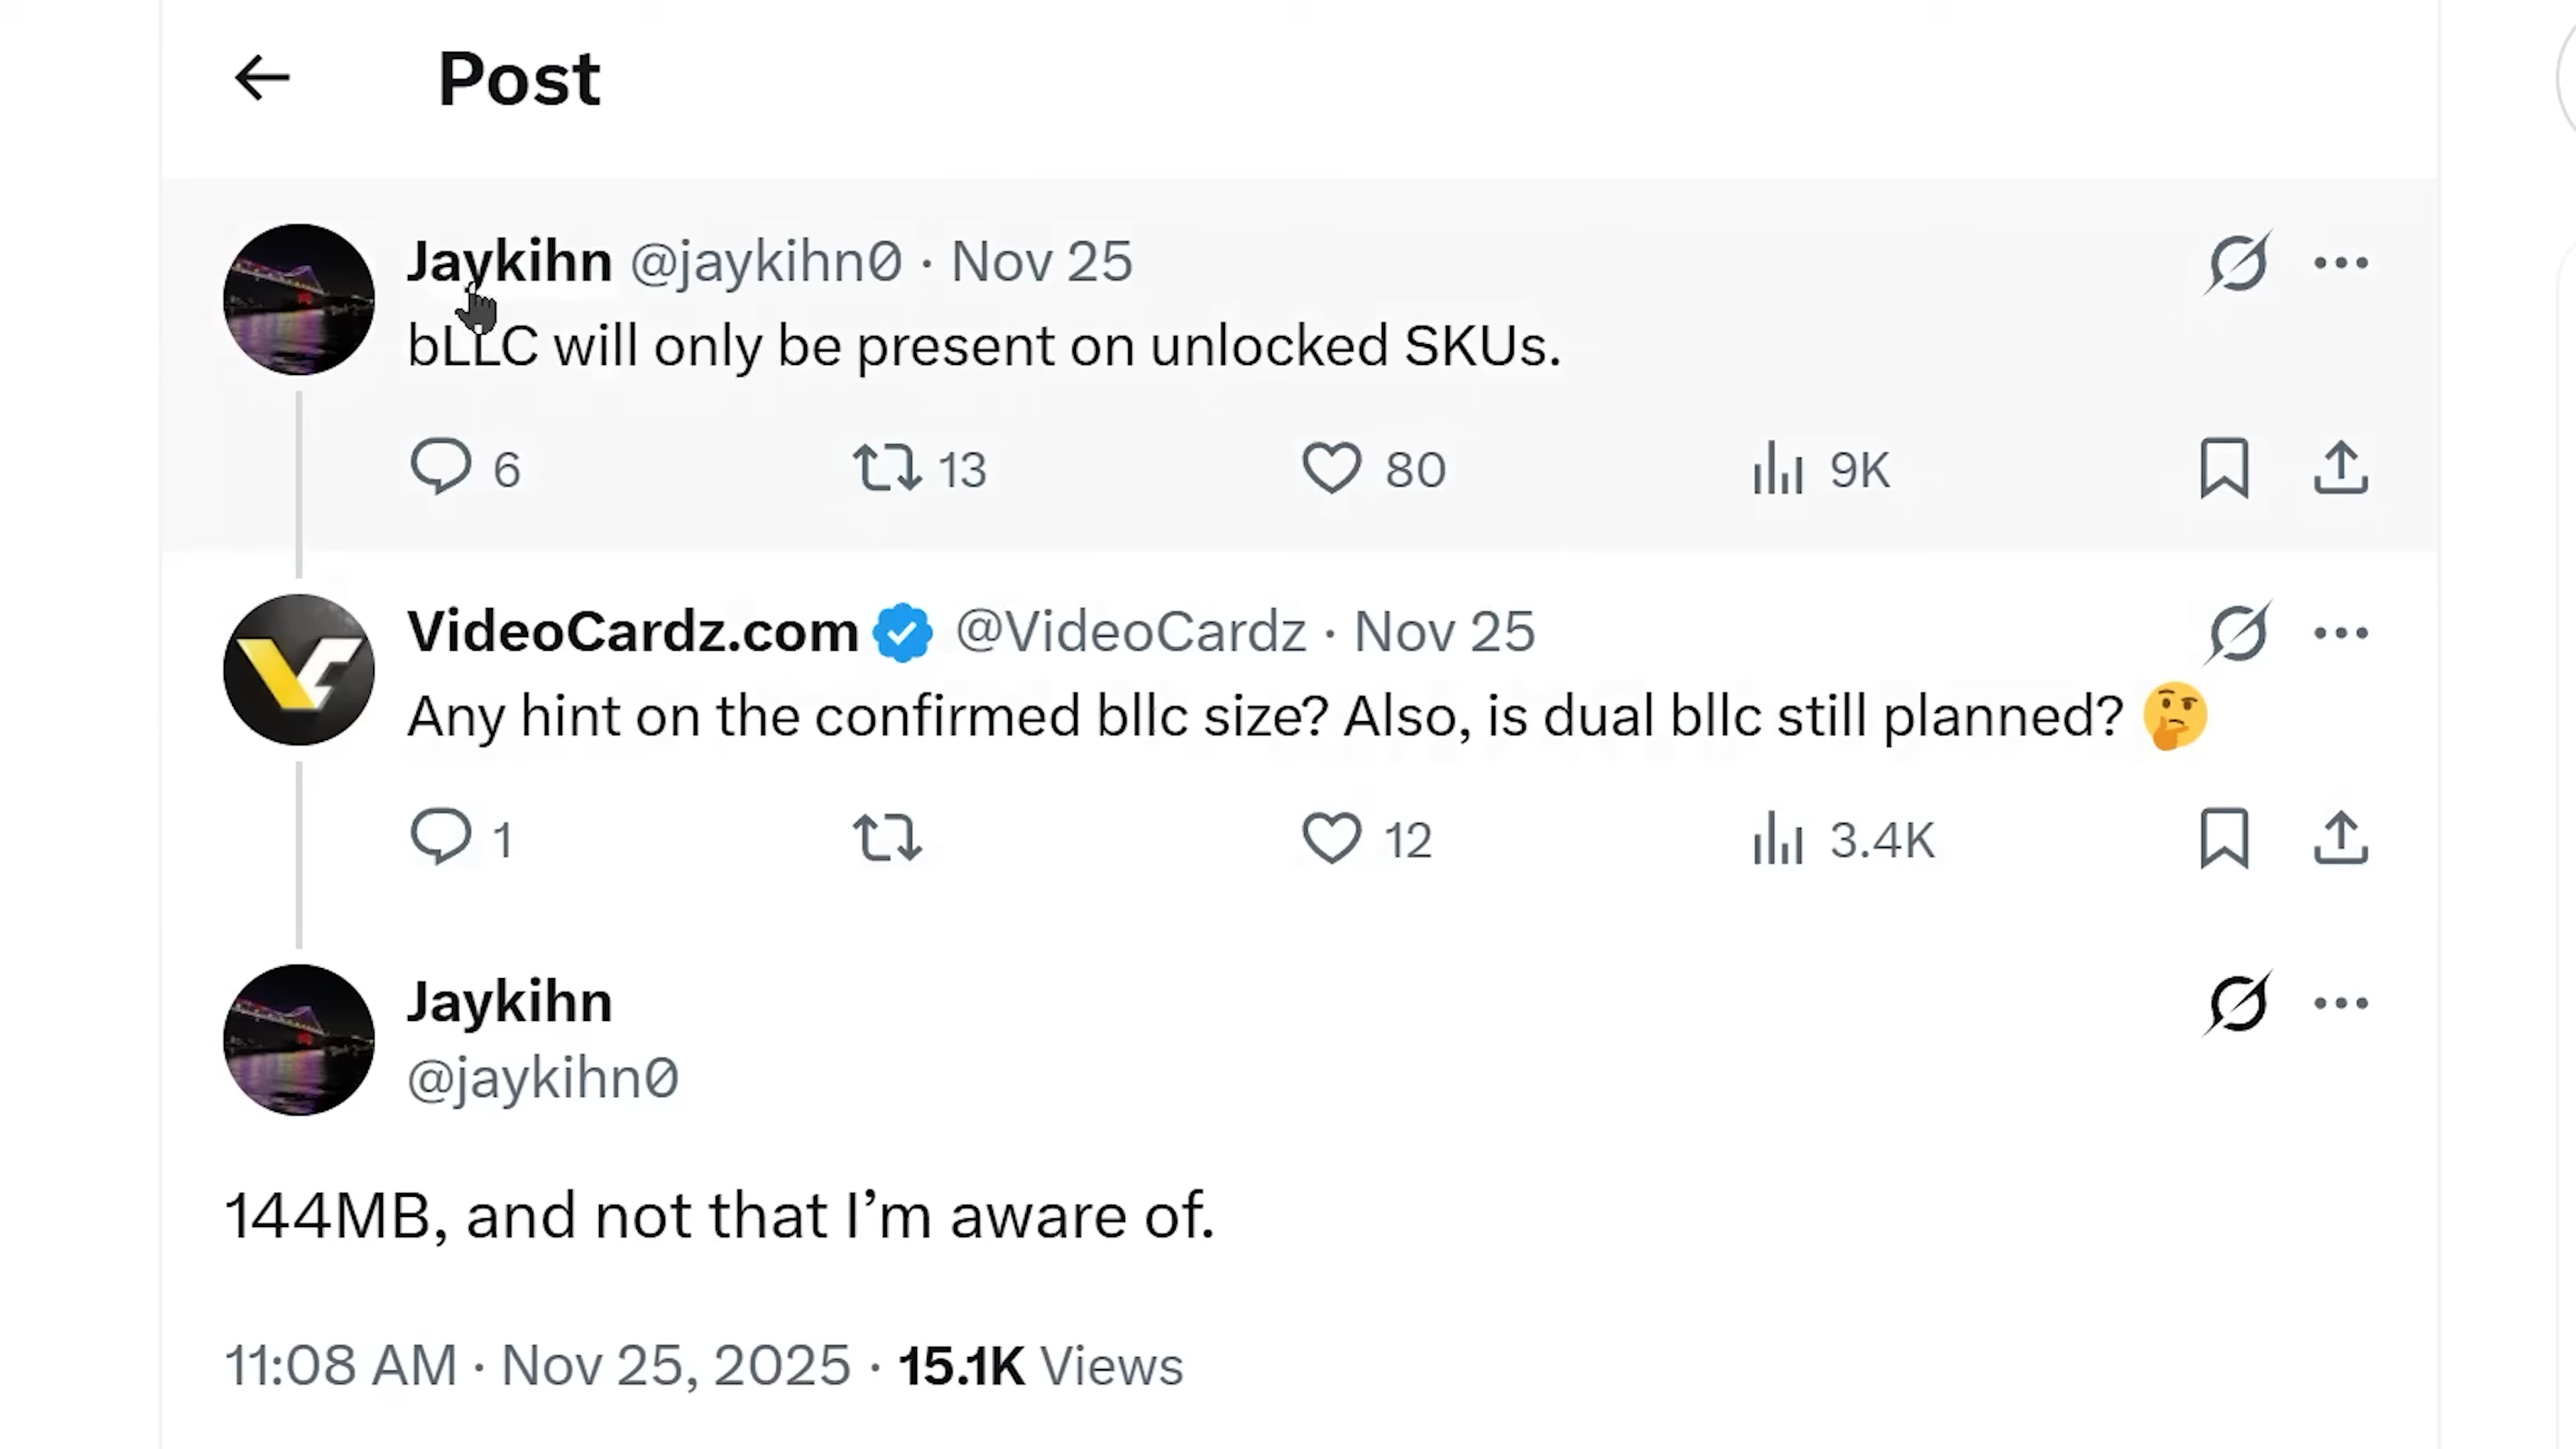 Post
Jaykihn @jaykihn0 · Nov 25
bLLC will only be present on unlocked SKUs.
6 13 80 9K
VideoCardz.com @VideoCardz · Nov 25
Any hint on the confirmed bllc size? Also, is dual bllc still planned? 🤔
1 12 3.4K
Jaykihn
@jaykihn0
144MB, and not that I’m aware of.
11:08 AM · Nov 25, 2025 · 15.1K Views